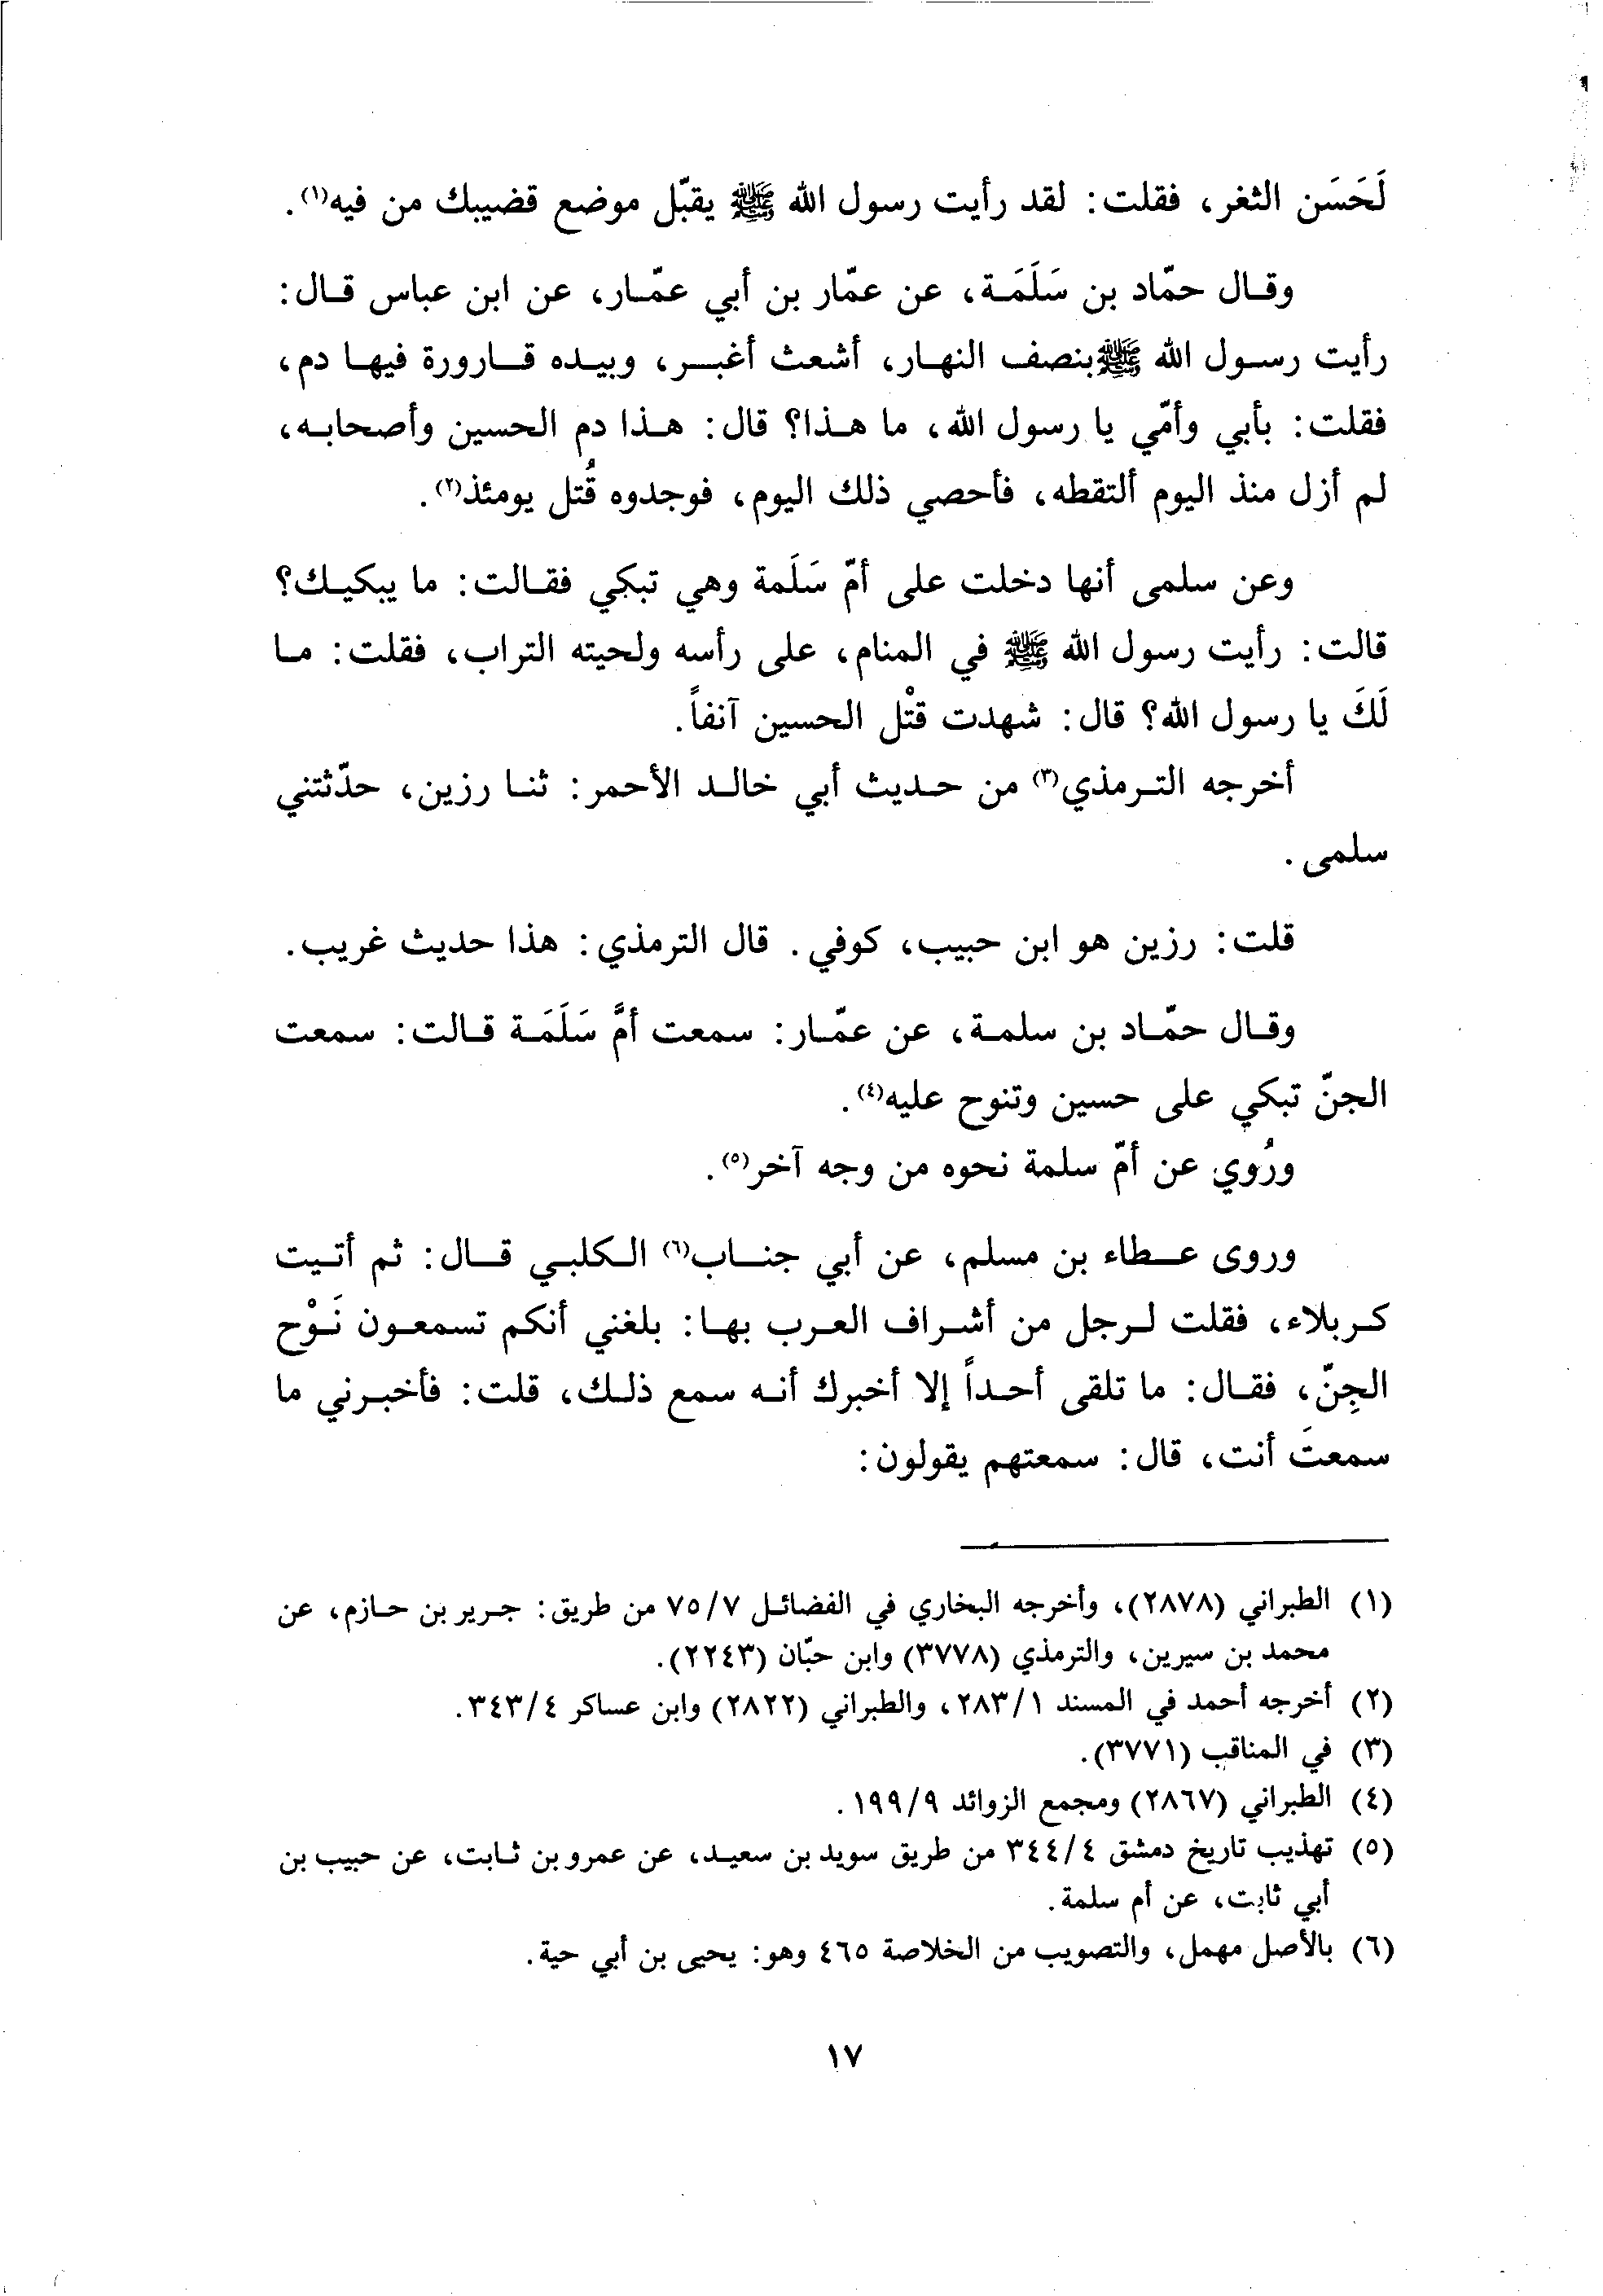 لَحَسَن الثغر، فقلت: لقد رأيت رسول الله ﷺ يقبّل موضع قضيبك من فيه(١).
وقال حمّاد بن سَلَمَة، عن عمّار بن أبي عمّار، عن ابن عباس قال:
رأيت رسول الله ﷺ بنصف النهار، أشعث أغبر، وبيده قارورة فيها دم،
فقلت: بأبي وأمّي يا رسول الله، ما هذا؟ قال: هذا دم الحسين وأصحابه،
لم أزل منذ اليوم ألتقطه، فأحصي ذلك اليوم، فوجدوه قُتل يومئذ(٢).
وعن سلمى أنها دخلت على أمّ سَلَمة وهي تبكي فقالت: ما يبكيك؟
قالت: رأيت رسول الله ﷺ في المنام، على رأسه ولحيته التراب، فقلت: ما
لَكَ يا رسول الله؟ قال: شهدت قتْل الحسين آنفاً.
أخرجه الترمذي(٣) من حديث أبي خالد الأحمر: ثنا رزين، حدّثتني
سلمى.
قلت: رزين هو ابن حبيب، كوفي. قال الترمذي: هذا حديث غريب.
وقال حمّاد بن سلمة، عن عمّار: سمعت أمَّ سَلَمَة قالت: سمعت
الجنّ تبكي على حسين وتنوح عليه(٤).
ورُوي عن أمّ سلمة نحوه من وجه آخر(٥).
وروى عطاء بن مسلم، عن أبي جناب(٦) الكلبي قال: ثم أتيت
كربلاء، فقلت لرجل من أشراف العرب بها: بلغني أنكم تسمعون نَوْح
الجِنّ، فقال: ما تلقى أحداً إلا أخبرك أنه سمع ذلك، قلت: فأخبرني ما
سمعتَ أنت، قال: سمعتهم يقولون:
(١) الطبراني (٢٨٧٨)، وأخرجه البخاري في الفضائل ٧/ ٧٥ من طريق: جرير بن حازم، عن
محمد بن سيرين، والترمذي (٣٧٧٨) وابن حبّان (٢٢٤٣).
(٢) أخرجه أحمد في المسند ١/ ٢٨٣، والطبراني (٢٨٢٢) وابن عساكر ٤/ ٣٤٣.
(٣) في المناقب (٣٧٧١).
(٤) الطبراني (٢٨٦٧) ومجمع الزوائد ٩/ ١٩٩.
(٥) تهذيب تاريخ دمشق ٤/ ٣٤٤ من طريق سويد بن سعيد، عن عمرو بن ثابت، عن حبيب بن
أبي ثابت، عن أم سلمة.
(٦) بالأصل مهمل، والتصويب من الخلاصة ٤٦٥ وهو: يحيى بن أبي حية.
١٧